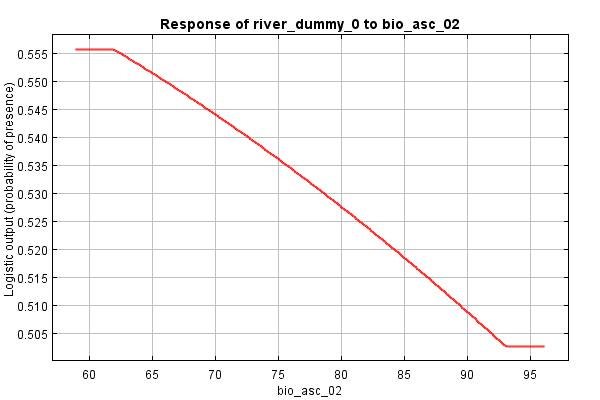 Response of river_dummy_0 to bio_asc_02
Logistic output (probability of presence)
0.555
0.550
0.545
0.540
0.535
0.530
0.525
0.520
0.515
0.510
0.505
60 65 70 75 80 85 90 95
bio_asc_02